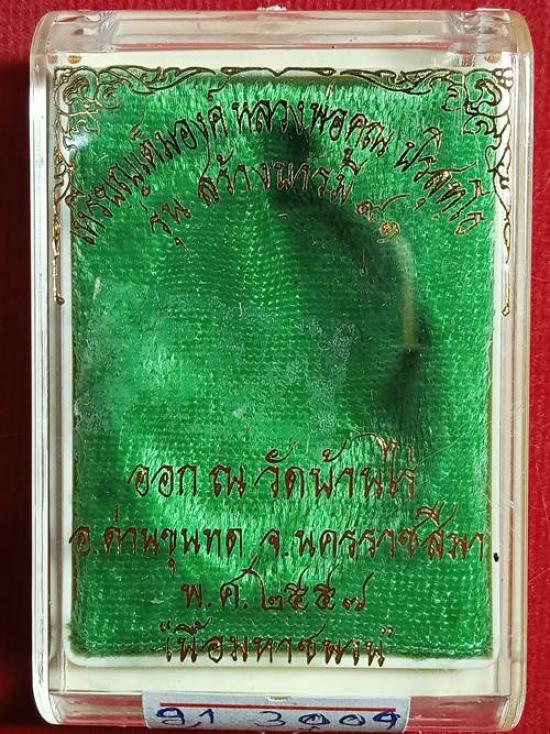 เหรียญเต็มองค์ หลวงพ่อคูณ ปริสุทฺโธ
รุ่น สร้างบารมี ๙๑
ออก ณ วัดบ้านไร่
อ.ด่านขุนทด จ.นครราชสีมา
พ.ศ.๒๕๕๗
"เพื่อมหาชนฯ"